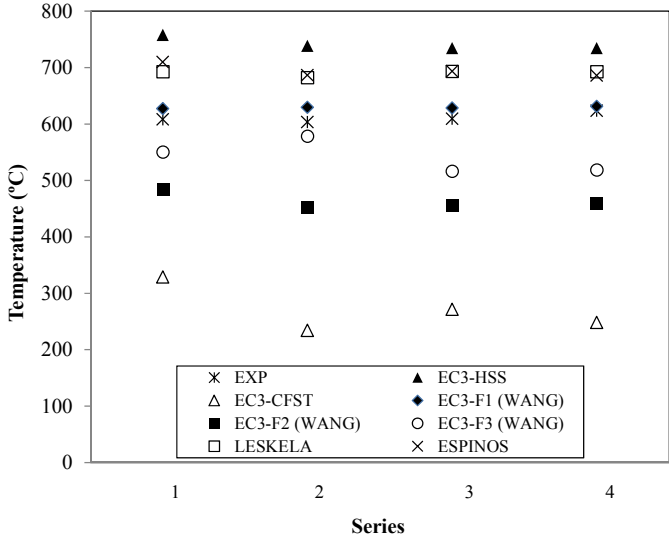 800
700
600
500
400
300
200
100
0
Temperature (ºC)
EXP
EC3-HSS
EC3-CFST
EC3-F1 (WANG)
EC3-F2 (WANG)
EC3-F3 (WANG)
LESKELA
ESPINOS
1 2 3 4
Series